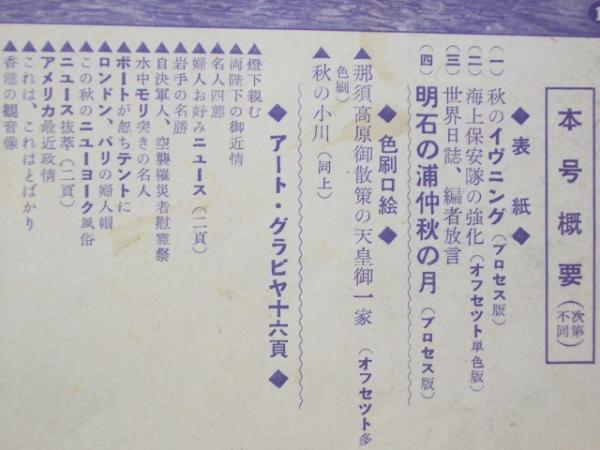 本号概要（次第不同）
◆表紙◆
（一）秋のイヴニング（プロセス版）
（二）海上保安隊の強化（オフセツト単色版）
（三）世界日誌、編者放言
（四）明石の浦仲秋の月（プロセス版）
◆色刷口絵◆
▲那須高原御散策の天皇御一家（オフセツト多色刷）
▲秋の小川（同上）
◆アート・グラビヤ十六頁◆
▲燈下親む
▲両陛下の御近情
▲名人四態
▲婦人お好みニュース（二頁）
▲岩手の名勝
▲自決軍人、空襲罹災者慰霊祭
▲水中モリ突きの名人
▲ボートが忽ちテントに
▲ロンドン、パリの婦人帽
▲この秋のニューヨーク風俗
▲ニュース抜萃（二頁）
▲アメリカ最近政情
▲これは、これはとばかり
▲香港の観音像